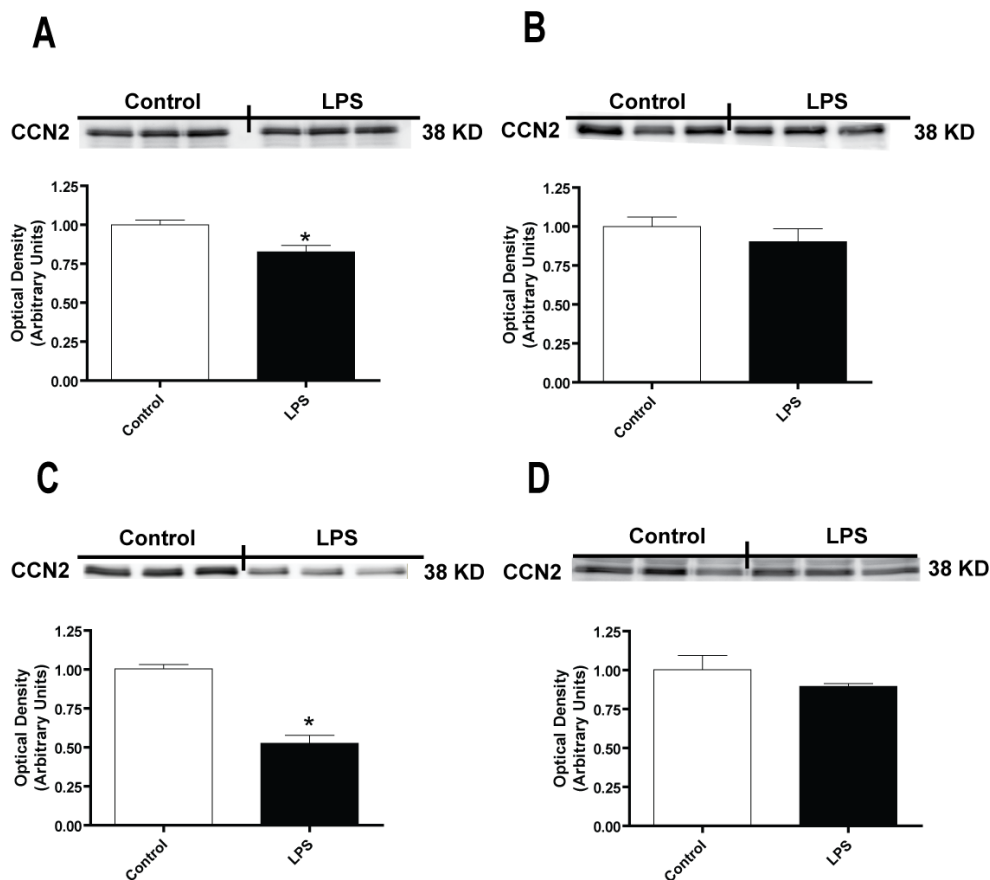 A
Control LPS
CCN2 38 KD
Optical Density
(Arbitrary Units)
1.25
1.00
0.75
0.50
0.25
0.00
*
Control
LPS
B
Control LPS
CCN2 38 KD
Optical Density
(Arbitrary Units)
1.25
1.00
0.75
0.50
0.25
0.00
Control
LPS
C
Control LPS
CCN2 38 KD
Optical Density
(Arbitrary Units)
1.25
1.00
0.75
0.50
0.25
0.00
*
Control
LPS
D
Control LPS
CCN2 38 KD
Optical Density
(Arbitrary Units)
1.25
1.00
0.75
0.50
0.25
0.00
Control
LPS